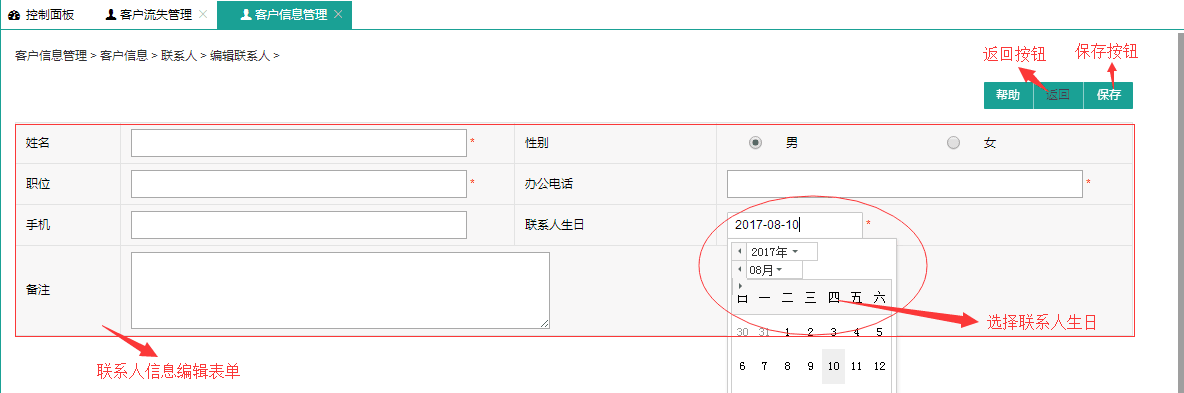 控制面板 客户流失管理 客户信息管理
客户信息管理 > 客户信息 > 联系人 > 编辑联系人 >
返回按钮 保存按钮
帮助 返回 保存
姓名 * 性别 男 女
职位 * 办公电话 *
手机 联系人生日 2017-08-10 *
2017年
08月
备注
日 一 二 三 四 五 六
选择联系人生日
30 31 1 2 3 4 5
6 7 8 9 10 11 12
联系人信息编辑表单